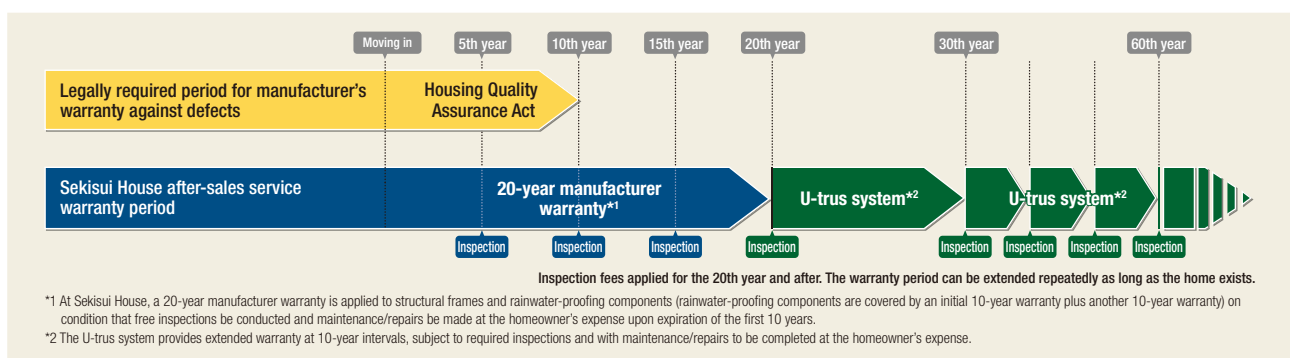 Moving in
5th year
10th year
15th year
20th year
30th year
60th year
Legally required period for manufacturer's
warranty against defects
Housing Quality
Assurance Act
Sekisui House after-sales service
warranty period
20-year manufacturer
warranty*1
U-trus system*2
U-trus system*2
Inspection
Inspection
Inspection
Inspection
Inspection
Inspection
Inspection
Inspection
Inspection fees applied for the 20th year and after. The warranty period can be extended repeatedly as long as the home exists.
*1 At Sekisui House, a 20-year manufacturer warranty is applied to structural frames and rainwater-proofing components (rainwater-proofing components are covered by an initial 10-year warranty plus another 10-year warranty) on
condition that free inspections be conducted and maintenance/repairs be made at the homeowner's expense upon expiration of the first 10 years.
*2 The U-trus system provides extended warranty at 10-year intervals, subject to required inspections and with maintenance/repairs to be completed at the homeowner's expense.